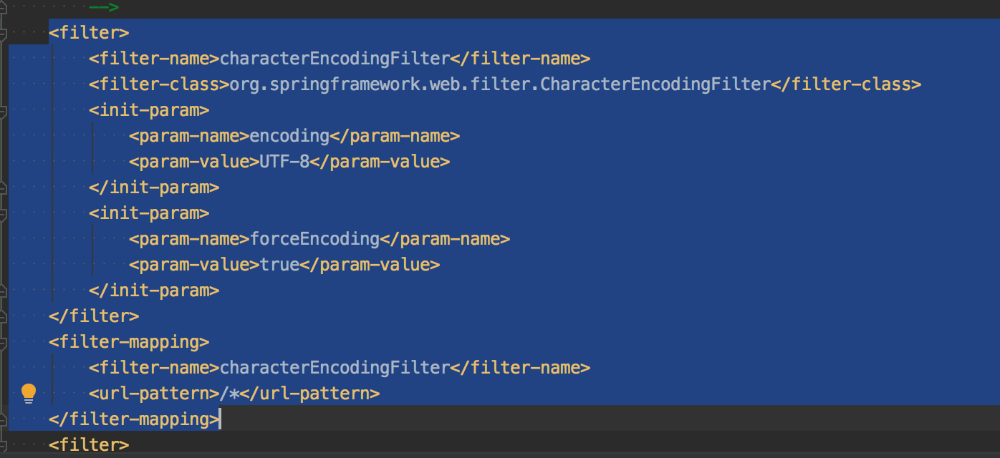 -->
<filter>
<filter-name>characterEncodingFilter</filter-name>
<filter-class>org.springframework.web.filter.CharacterEncodingFilter</filter-class>
<init-param>
<param-name>encoding</param-name>
<param-value>UTF-8</param-value>
</init-param>
<init-param>
<param-name>forceEncoding</param-name>
<param-value>true</param-value>
</init-param>
</filter>
<filter-mapping>
<filter-name>characterEncodingFilter</filter-name>
<url-pattern>/*</url-pattern>
</filter-mapping>
<filter>